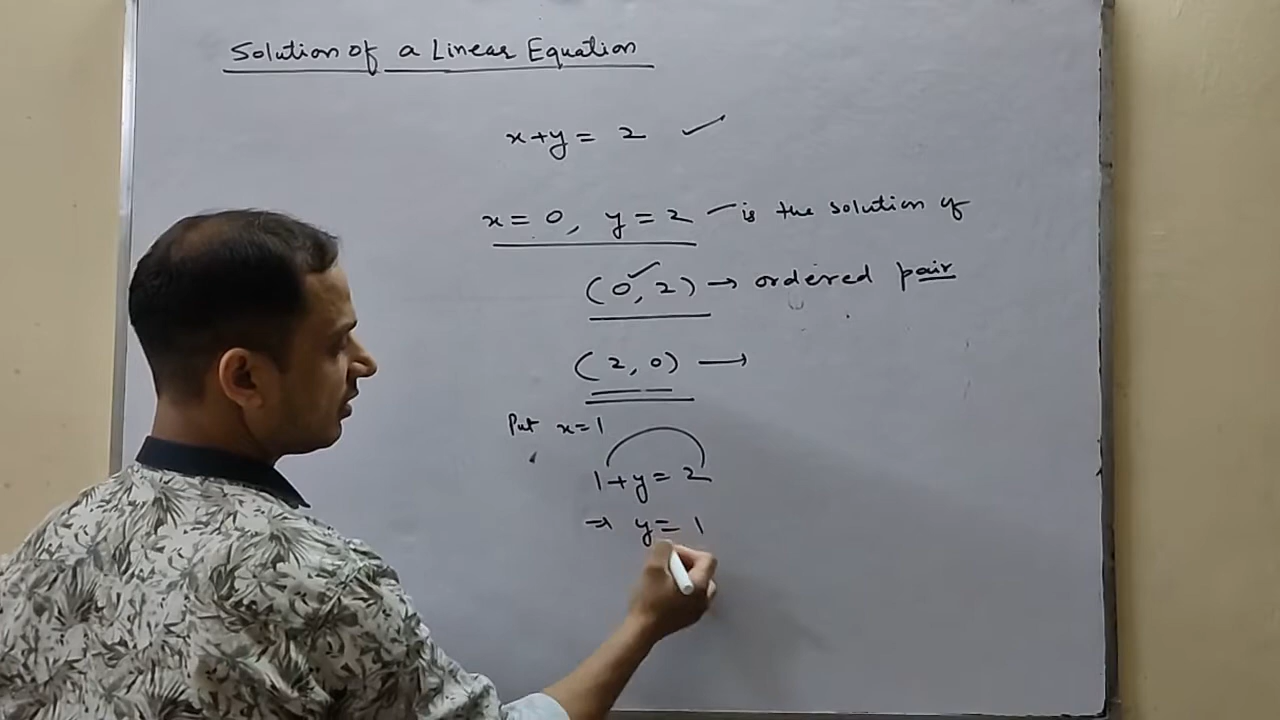 Solution of a Linear Equation
x+y = 2 ✓
x = 0, y = 2 — is the solution of
(0, 2) → ordered pair
(2, 0) →
Put x=1
1+y = 2
⇒ y = 1